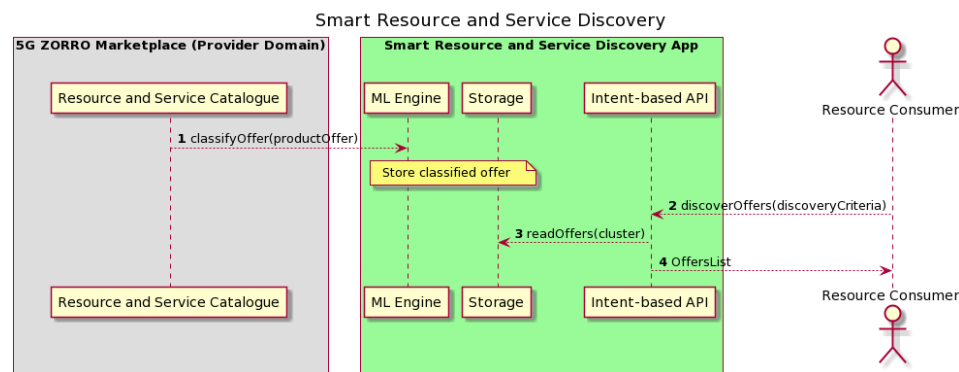 Smart Resource and Service Discovery
5G ZORRO Marketplace (Provider Domain)
Smart Resource and Service Discovery App
Resource and Service Catalogue
ML Engine
Storage
Intent-based API
Resource Consumer
1 classifyOffer(productOffer)
Store classified offer
2 discoverOffers(discoveryCriteria)
3 readOffers(cluster)
4 OffersList
Resource and Service Catalogue
ML Engine
Storage
Intent-based API
Resource Consumer